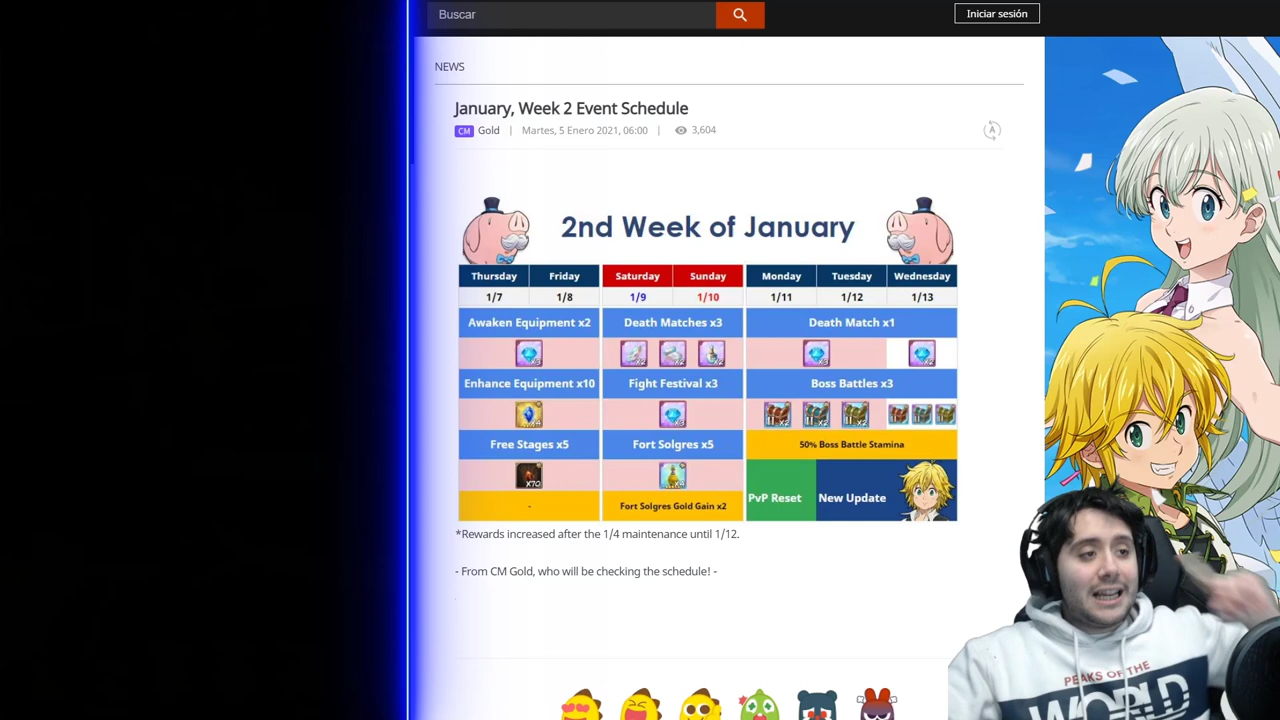 Buscar
Iniciar sesión
NEWS
January, Week 2 Event Schedule
CM Gold | Martes, 5 Enero 2021, 06:00 | 3,604
A
2nd Week of January
Thursday Friday Saturday Sunday Monday Tuesday Wednesday
1/7 1/8 1/9 1/10 1/11 1/12 1/13
Awaken Equipment x2 Death Matches x3 Death Match x1
Enhance Equipment x10 Fight Festival x3 Boss Battles x3
Free Stages x5 Fort Solgres x5 50% Boss Battle Stamina
X70
- Fort Solgres Gold Gain x2 PvP Reset New Update
*Rewards increased after the 1/4 maintenance until 1/12.
- From CM Gold, who will be checking the schedule! -
PEAKS OF THE
WORLD